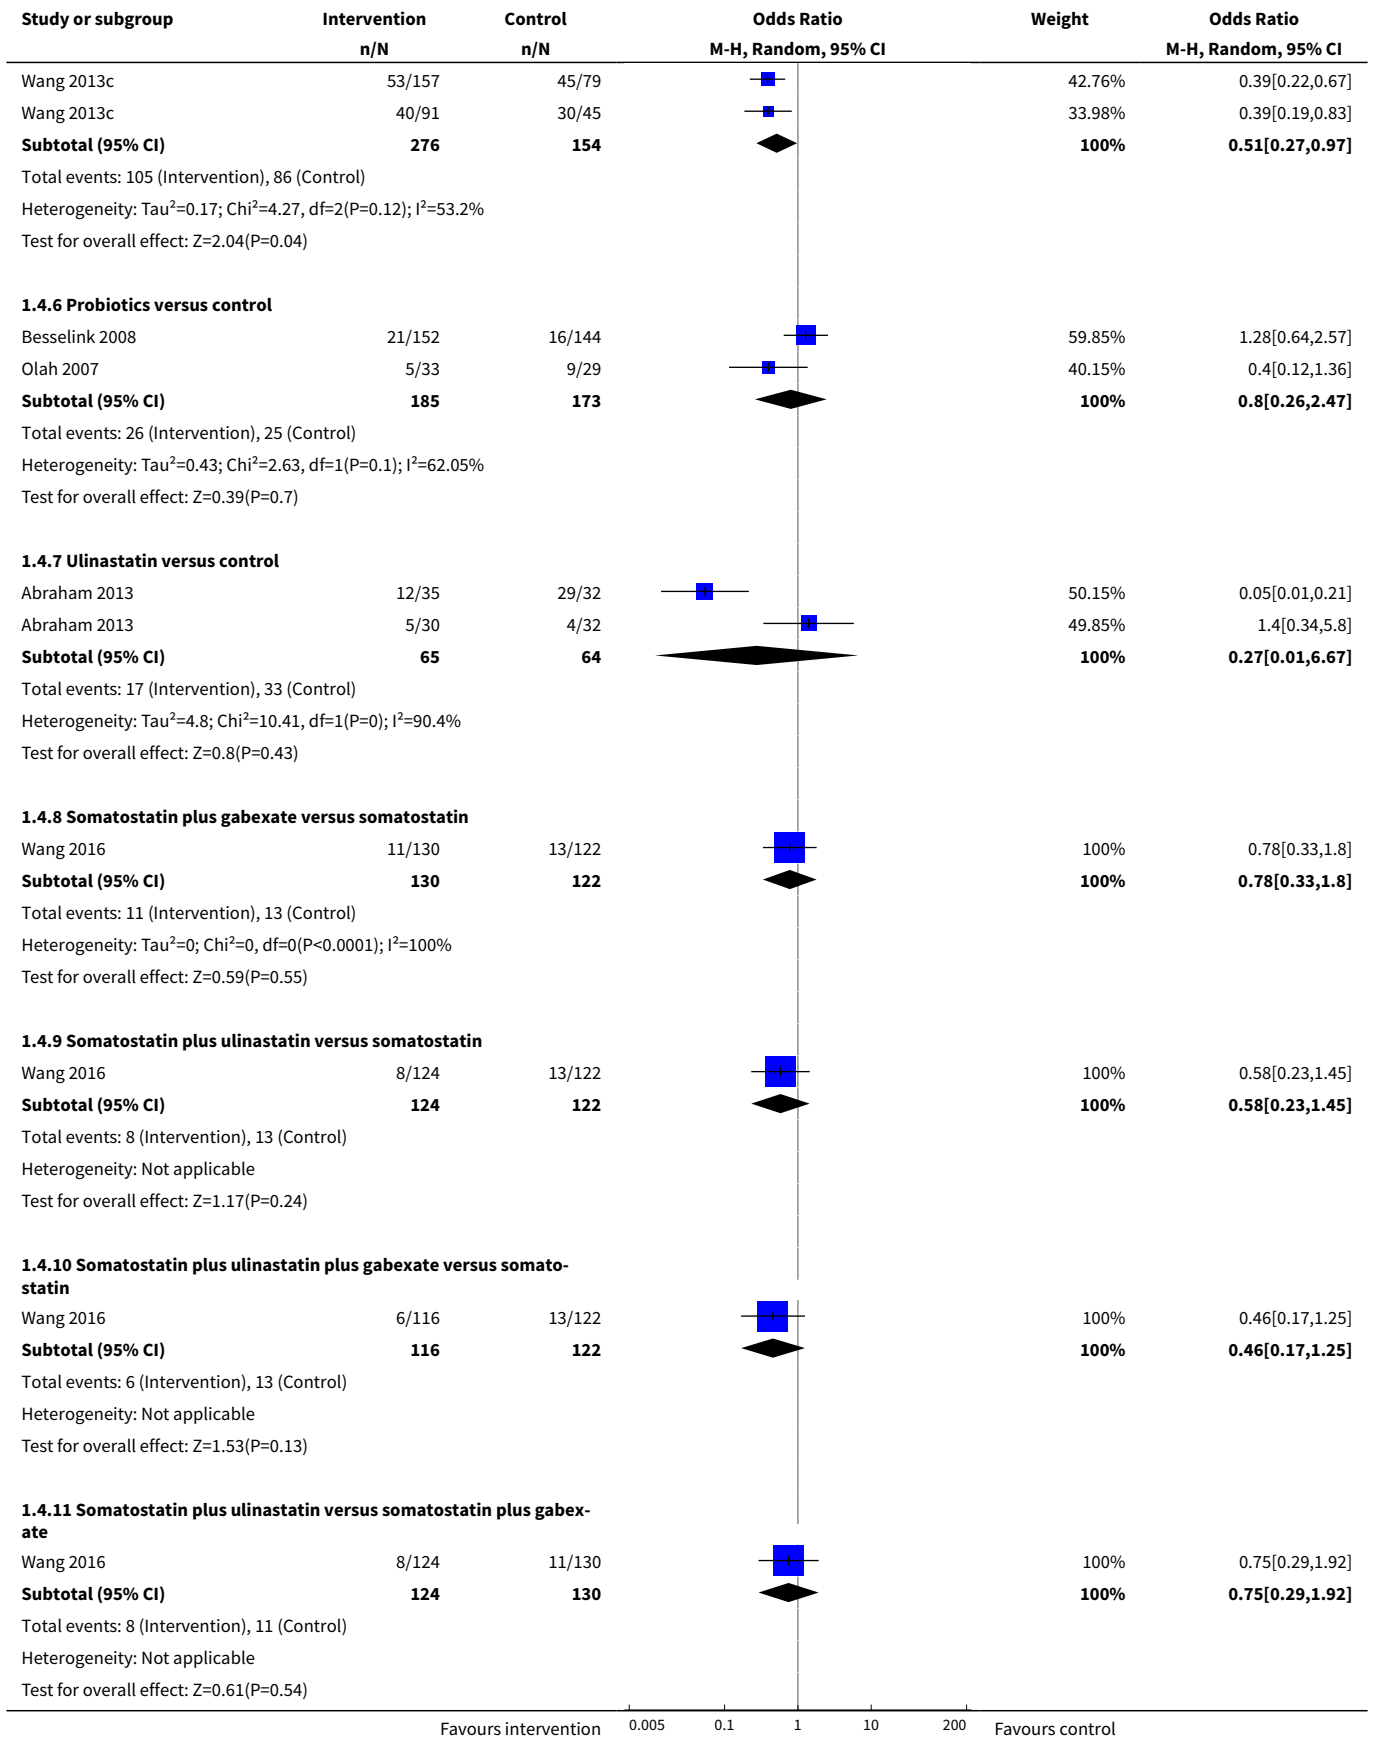 Study or subgroup Intervention Control Odds Ratio Weight Odds Ratio
n/N n/N M-H, Random, 95% CI M-H, Random, 95% CI
Wang 2013c 53/157 45/79 42.76% 0.39[0.22,0.67]
Wang 2013c 40/91 30/45 33.98% 0.39[0.19,0.83]
Subtotal (95% CI) 276 154 100% 0.51[0.27,0.97]
Total events: 105 (Intervention), 86 (Control)
Heterogeneity: Tau²=0.17; Chi²=4.27, df=2(P=0.12); I²=53.2%
Test for overall effect: Z=2.04(P=0.04)
1.4.6 Probiotics versus control
Besselink 2008 21/152 16/144 59.85% 1.28[0.64,2.57]
Olah 2007 5/33 9/29 40.15% 0.4[0.12,1.36]
Subtotal (95% CI) 185 173 100% 0.8[0.26,2.47]
Total events: 26 (Intervention), 25 (Control)
Heterogeneity: Tau²=0.43; Chi²=2.63, df=1(P=0.1); I²=62.05%
Test for overall effect: Z=0.39(P=0.7)
1.4.7 Ulinastatin versus control
Abraham 2013 12/35 29/32 50.15% 0.05[0.01,0.21]
Abraham 2013 5/30 4/32 49.85% 1.4[0.34,5.8]
Subtotal (95% CI) 65 64 100% 0.27[0.01,6.67]
Total events: 17 (Intervention), 33 (Control)
Heterogeneity: Tau²=4.8; Chi²=10.41, df=1(P=0); I²=90.4%
Test for overall effect: Z=0.8(P=0.43)
1.4.8 Somatostatin plus gabexate versus somatostatin
Wang 2016 11/130 13/122 100% 0.78[0.33,1.8]
Subtotal (95% CI) 130 122 100% 0.78[0.33,1.8]
Total events: 11 (Intervention), 13 (Control)
Heterogeneity: Tau²=0; Chi²=0, df=0(P<0.0001); I²=100%
Test for overall effect: Z=0.59(P=0.55)
1.4.9 Somatostatin plus ulinastatin versus somatostatin
Wang 2016 8/124 13/122 100% 0.58[0.23,1.45]
Subtotal (95% CI) 124 122 100% 0.58[0.23,1.45]
Total events: 8 (Intervention), 13 (Control)
Heterogeneity: Not applicable
Test for overall effect: Z=1.17(P=0.24)
1.4.10 Somatostatin plus ulinastatin plus gabexate versus somato-
statin
Wang 2016 6/116 13/122 100% 0.46[0.17,1.25]
Subtotal (95% CI) 116 122 100% 0.46[0.17,1.25]
Total events: 6 (Intervention), 13 (Control)
Heterogeneity: Not applicable
Test for overall effect: Z=1.53(P=0.13)
1.4.11 Somatostatin plus ulinastatin versus somatostatin plus gabex-
ate
Wang 2016 8/124 11/130 100% 0.75[0.29,1.92]
Subtotal (95% CI) 124 130 100% 0.75[0.29,1.92]
Total events: 8 (Intervention), 11 (Control)
Heterogeneity: Not applicable
Test for overall effect: Z=0.61(P=0.54)
Favours intervention 0.005 0.1 1 10 200 Favours control